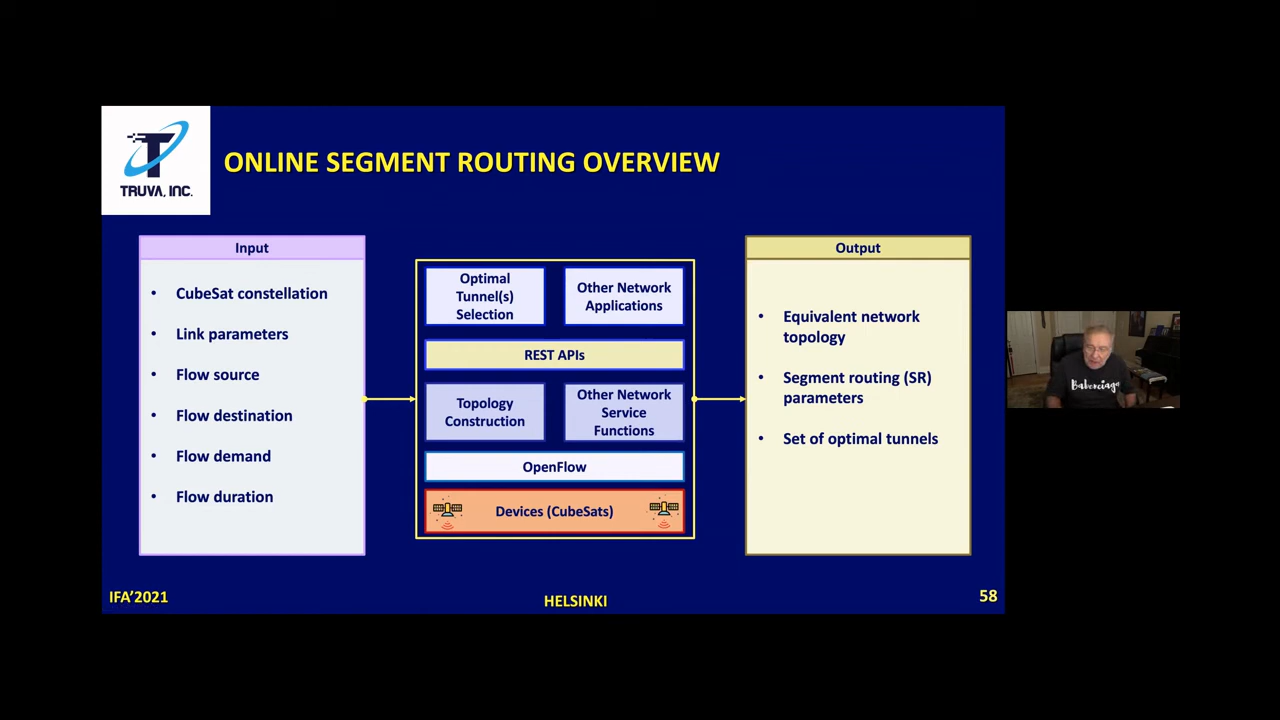 TRUVA, INC.
ONLINE SEGMENT ROUTING OVERVIEW
Input
• CubeSat constellation
• Link parameters
• Flow source
• Flow destination
• Flow demand
• Flow duration
Optimal
Tunnel(s)
Selection
Other Network
Applications
REST APIs
Topology
Construction
Other Network
Service
Functions
OpenFlow
Devices (CubeSats)
Output
• Equivalent network
topology
• Segment routing (SR)
parameters
• Set of optimal tunnels
Babenciaga
IFA’2021
HELSINKI
58